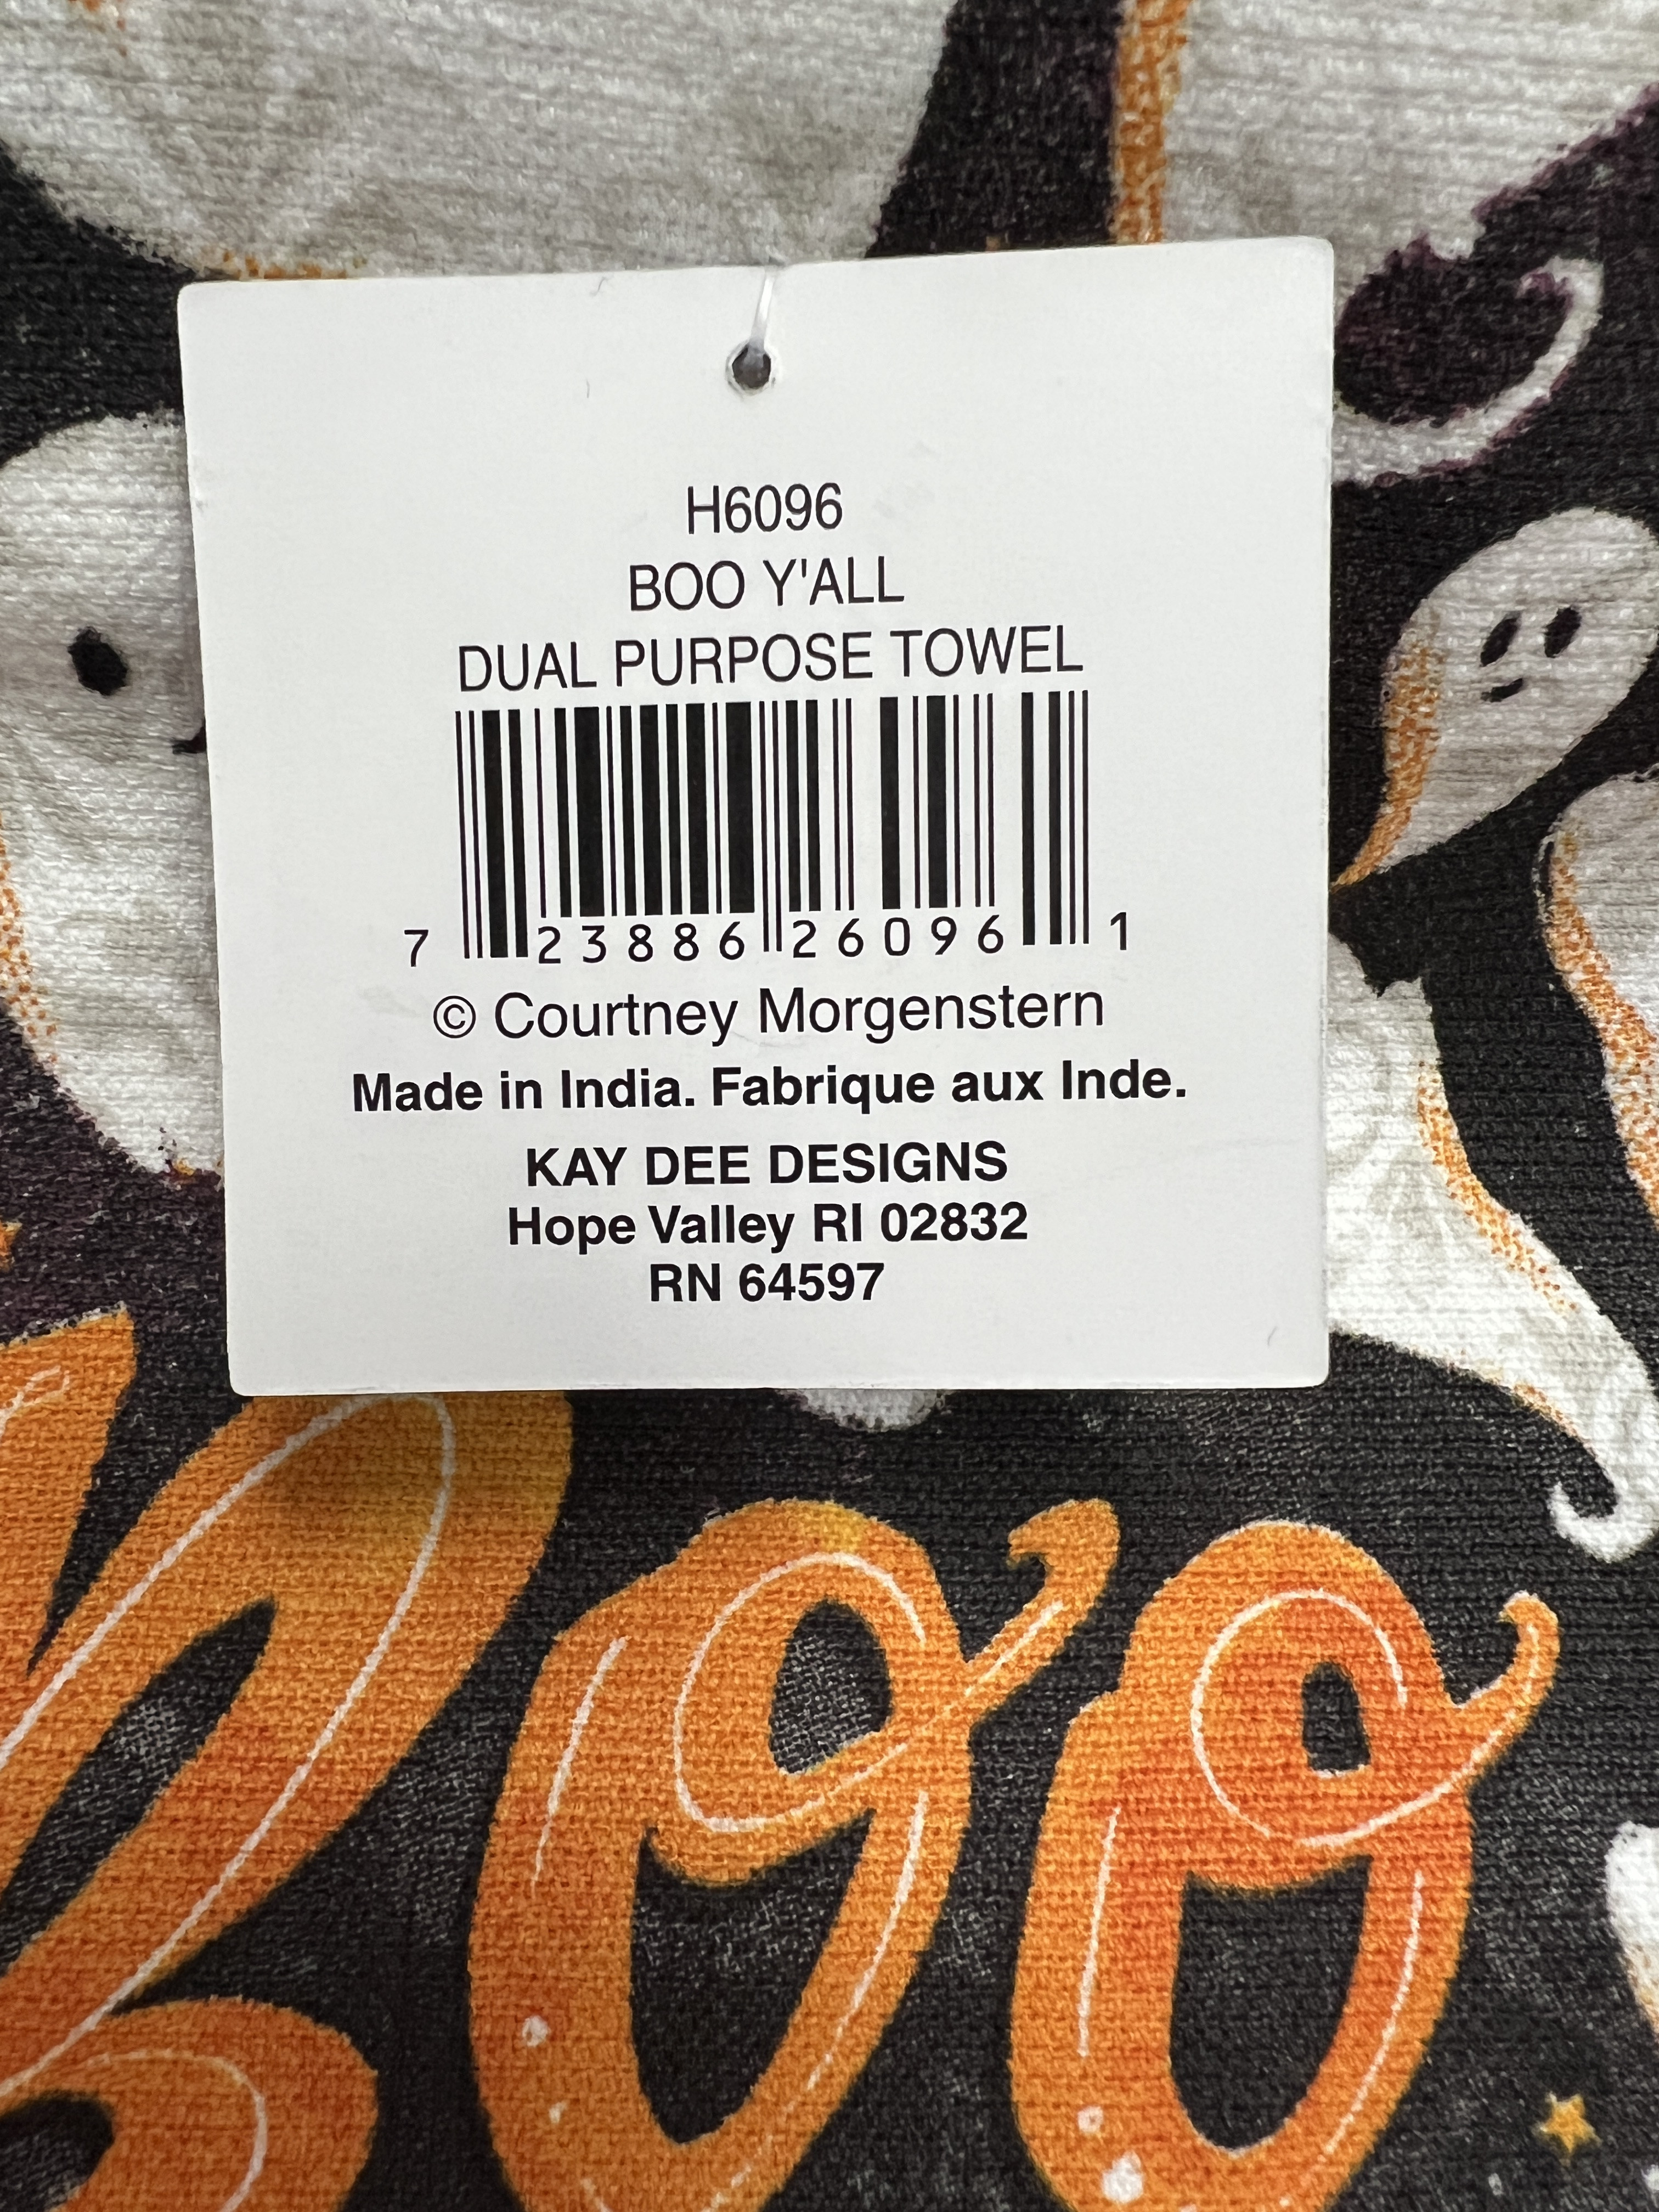 H6096
BOO Y'ALL
DUAL PURPOSE TOWEL
7 23886 26096 1
© Courtney Morgenstern
Made in India. Fabrique aux Inde.
KAY DEE DESIGNS
Hope Valley RI 02832
RN 64597
Boo